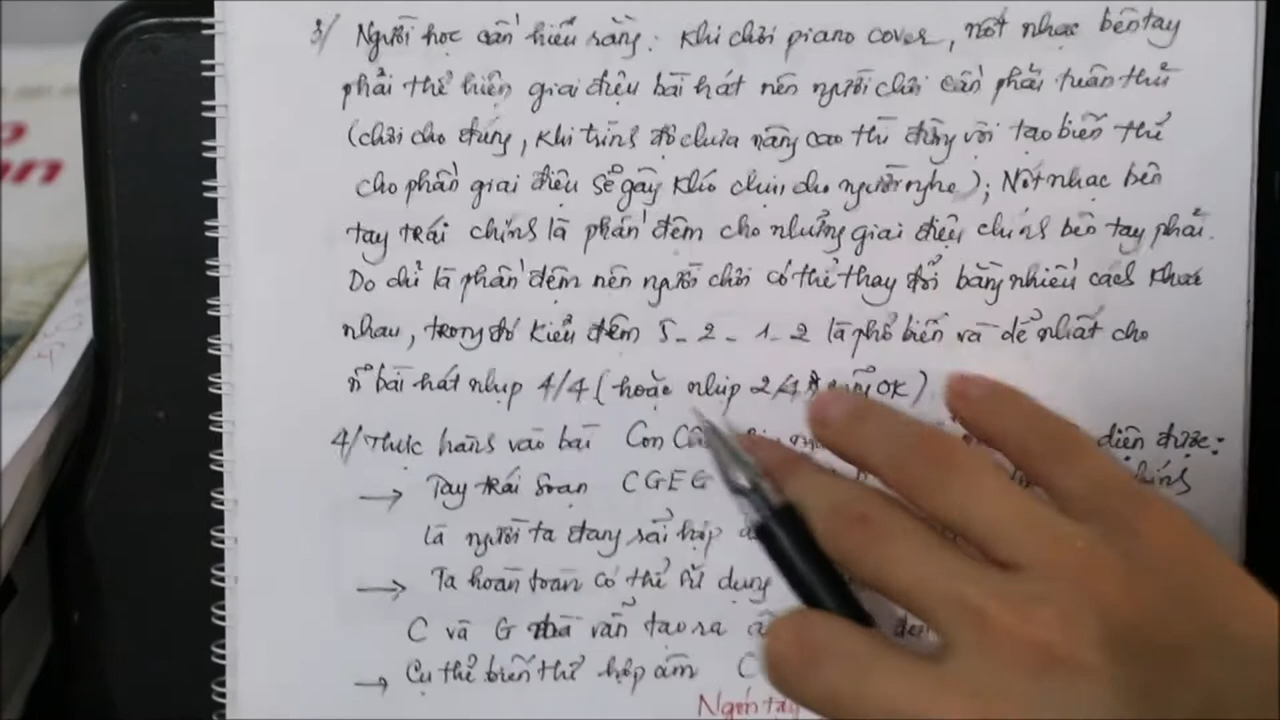 3/ Người học cần hiểu rằng: Khi chơi piano cover, nốt nhạc bên tay
phải thể hiện giai điệu bài hát nên người chơi cần phải tuân thủ
(chơi cho đúng, khi trình độ chưa nâng cao thì đừng vội tạo biến thể
cho phần giai điệu sẽ gây khó chịu cho người nghe); Nốt nhạc bên
tay trái chính là phần đệm cho những giai điệu chính bên tay phải.
Do chỉ là phần đệm nên người chơi có thể thay đổi bằng nhiều cách khác
nhau, trong đó kiểu đệm 5-2-1-2 là phổ biến và dễ nhất cho
nhịp 4/4 (hoặc nhịp 2/4 OK)
4/ Thực hành vào bài Con diện được:
→ Tay trái soạn CGEG
là người ta đang sài hợp
→ Ta hoàn toàn có thể sử dụng
C và G mà vẫn tạo ra
→ Cụ thể biến thể hợp âm C
Ngón tay